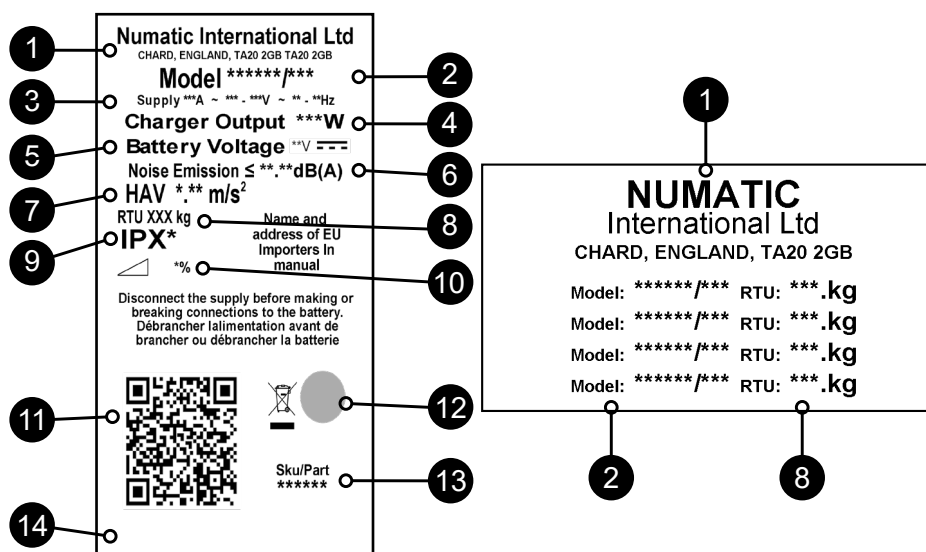 1
Numatic International Ltd
CHARD, ENGLAND, TA20 2GB TA20 2GB
2
Model ******/***
3
Supply ***A ~ *** - ***V ~ ** - **Hz
Charger Output ***W
4
5
Battery Voltage **V
Noise Emission ≤ **.**dB(A)
6
7
HAV *.** m/s²
RTU XXX kg
8
Name and
address of EU
Importers In
manual
9
IPX*
*%
10
Disconnect the supply before making or
breaking connections to the battery.
Débrancher lalimentation avant de
brancher ou débrancher la batterie
11
12
Sku/Part
******
13
14
1
NUMATIC
International Ltd
CHARD, ENGLAND, TA20 2GB
Model: ******/*** RTU: ***.kg
Model: ******/*** RTU: ***.kg
Model: ******/*** RTU: ***.kg
Model: ******/*** RTU: ***.kg
2
8